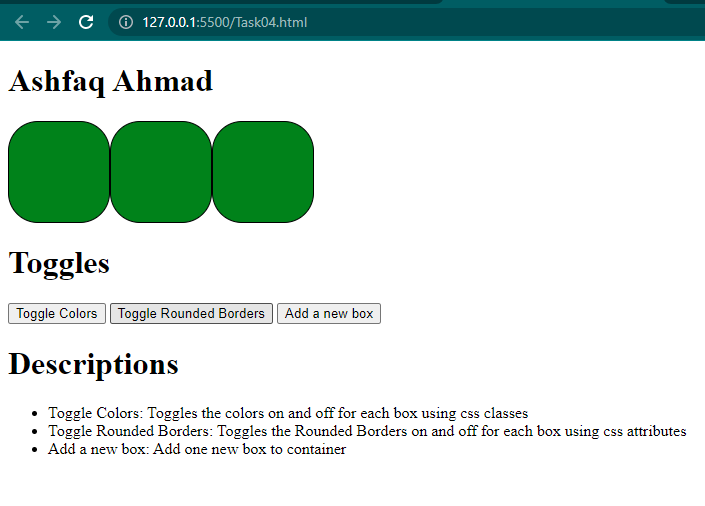 127.0.0.1:5500/Task04.html
Ashfaq Ahmad
Toggles
Toggle Colors Toggle Rounded Borders Add a new box
Descriptions
Toggle Colors: Toggles the colors on and off for each box using css classes
Toggle Rounded Borders: Toggles the Rounded Borders on and off for each box using css attributes
Add a new box: Add one new box to container